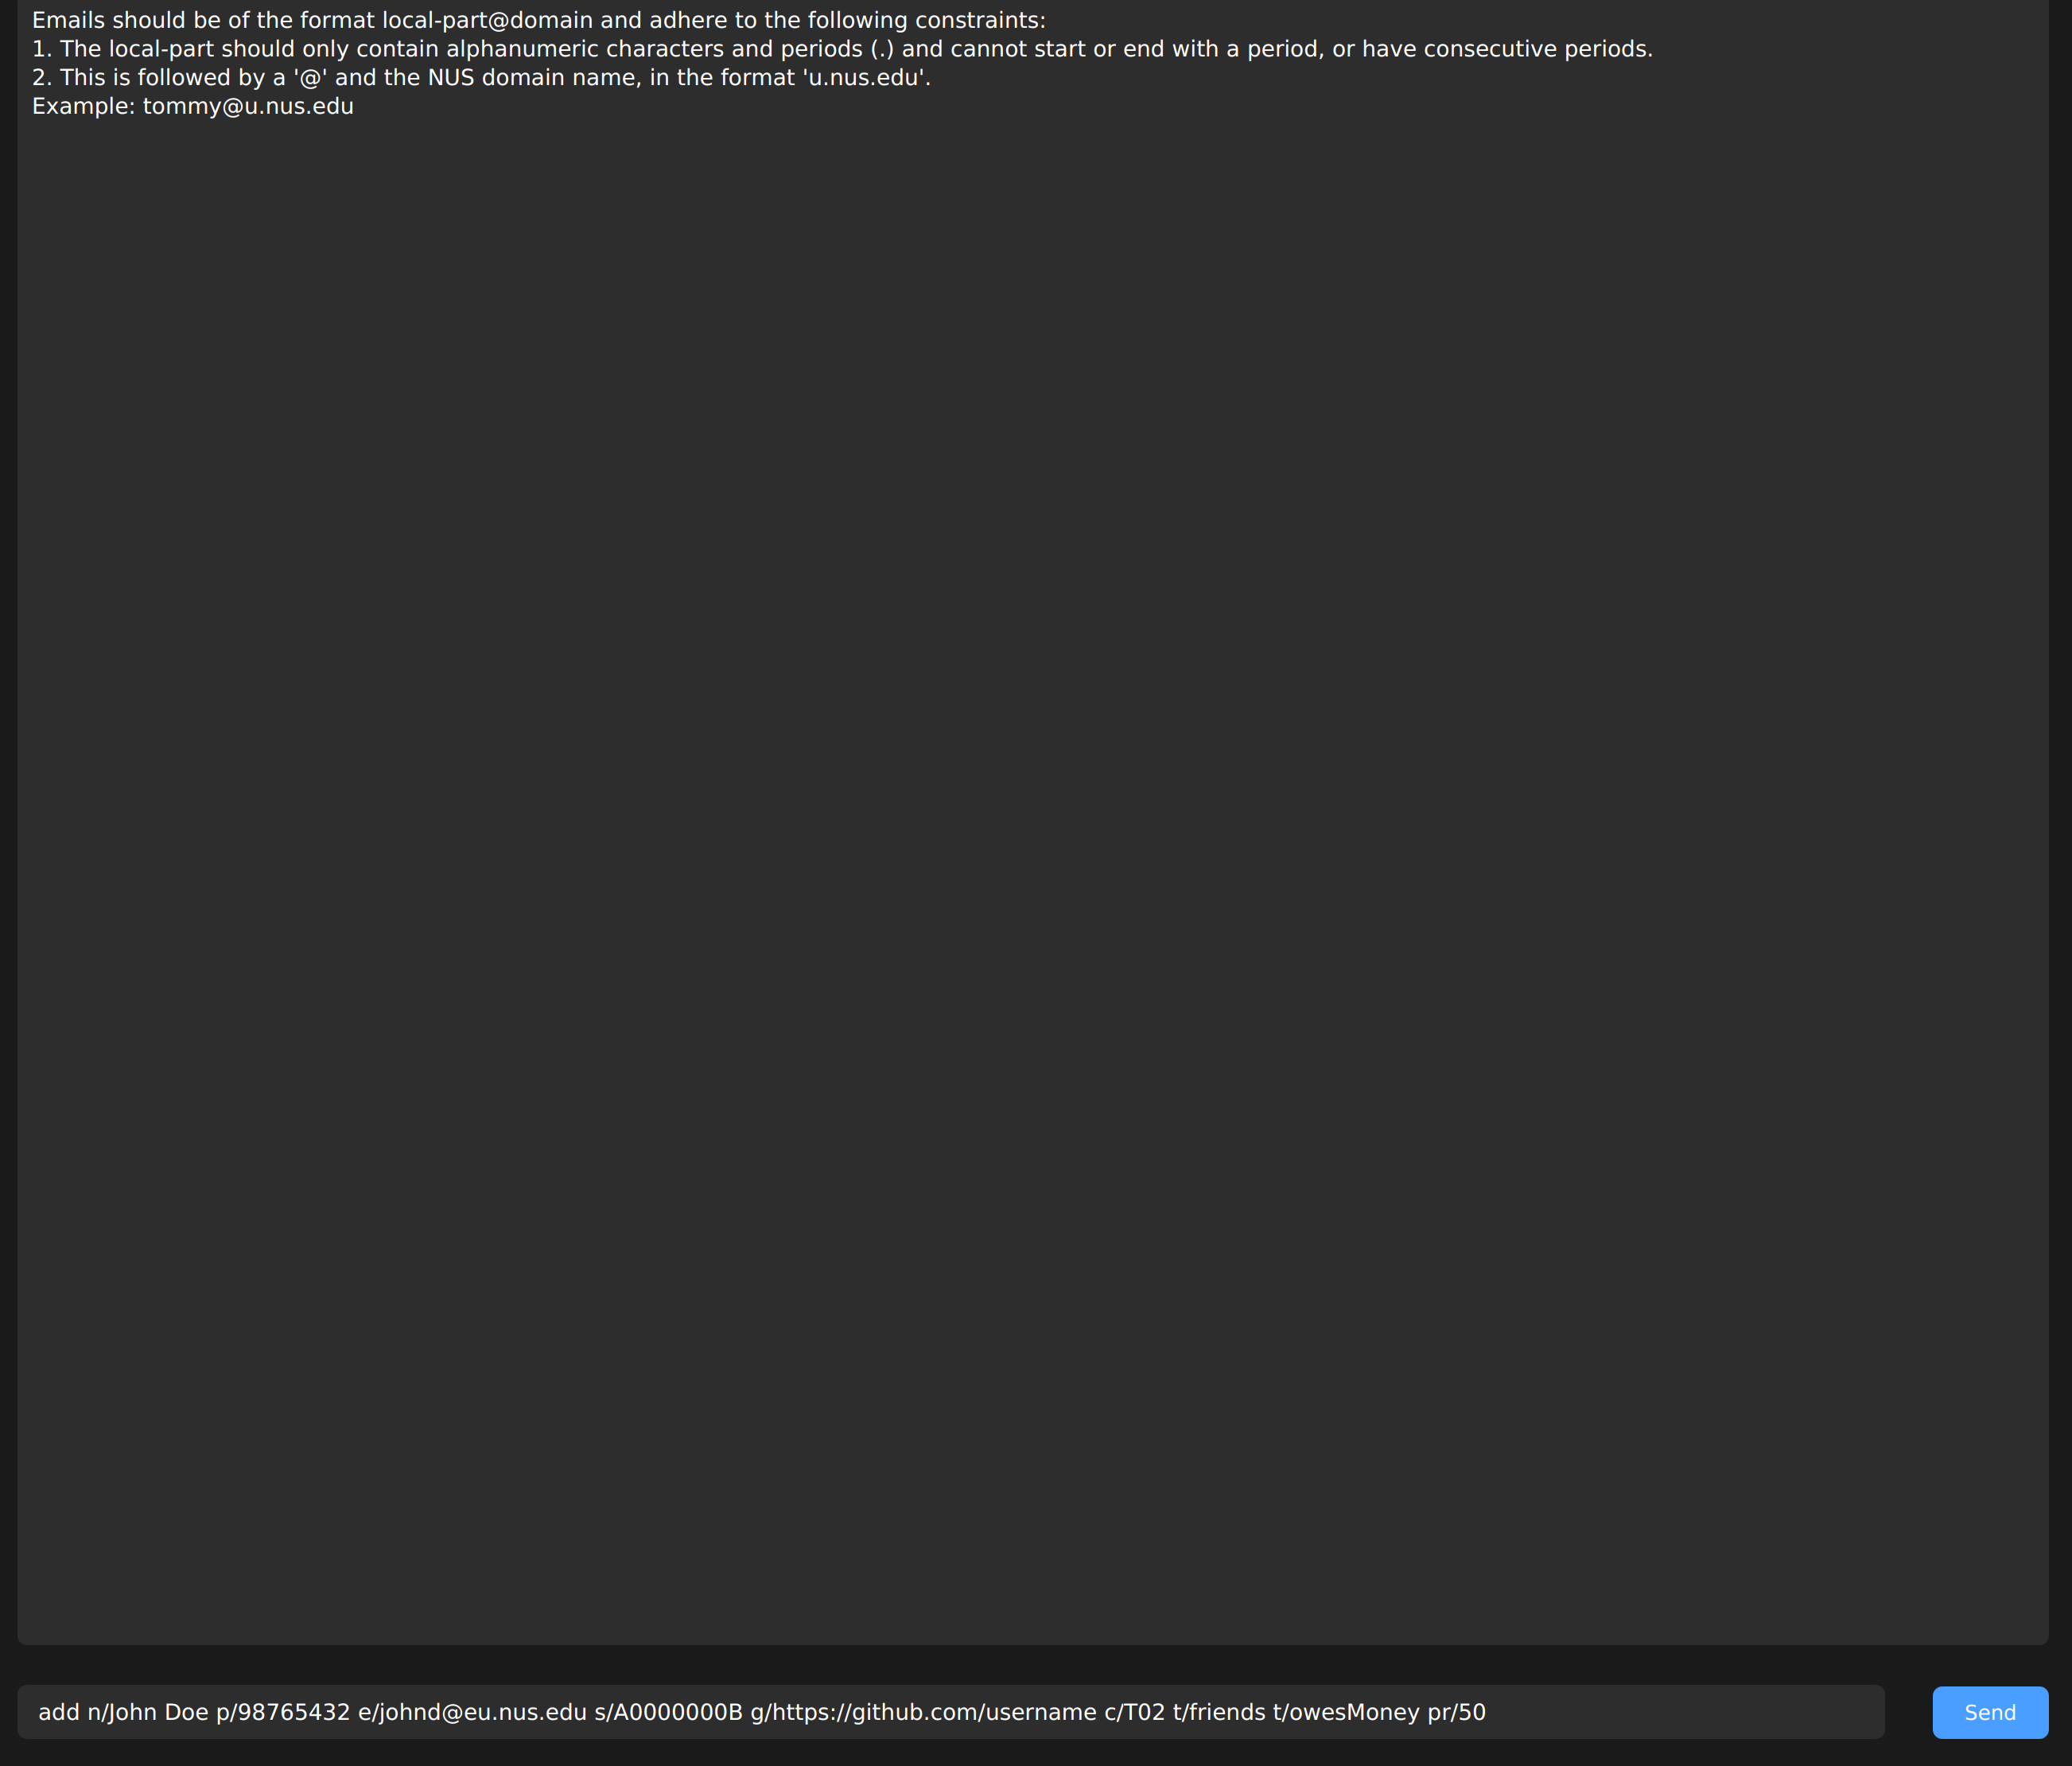 Emails should be of the format local-part@domain and adhere to the following constraints:
1. The local-part should only contain alphanumeric characters and periods (.) and cannot start or end with a period, or have consecutive periods.
2. This is followed by a '@' and the NUS domain name, in the format 'u.nus.edu'.
Example: tommy@u.nus.edu
add n/John Doe p/98765432 e/johnd@eu.nus.edu s/A0000000B g/https://github.com/username c/T02 t/friends t/owesMoney pr/50
Send